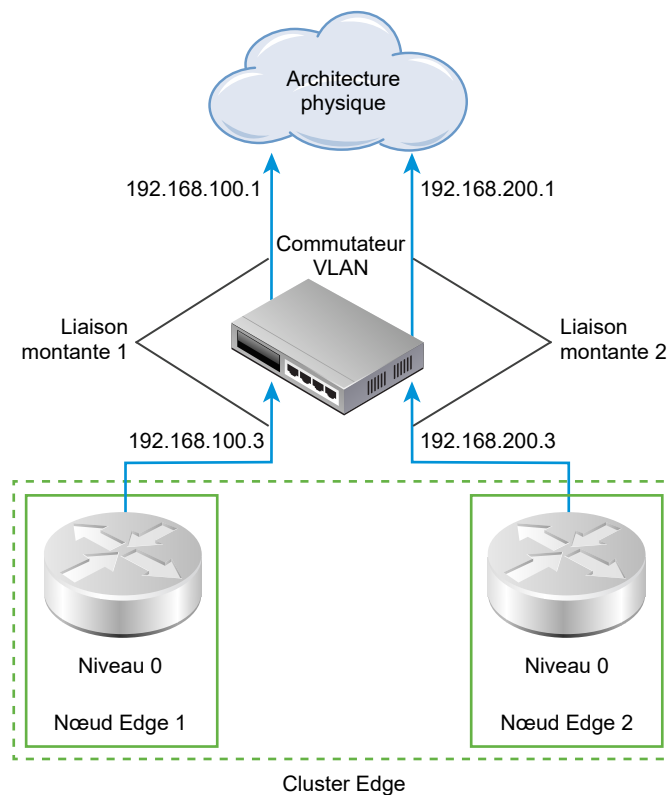 Architecture
physique
192.168.100.1
192.168.200.1
Commutateur
VLAN
Liaison
montante 1
Liaison
montante 2
192.168.100.3
192.168.200.3
Niveau 0
Niveau 0
Nœud Edge 1
Nœud Edge 2
Cluster Edge